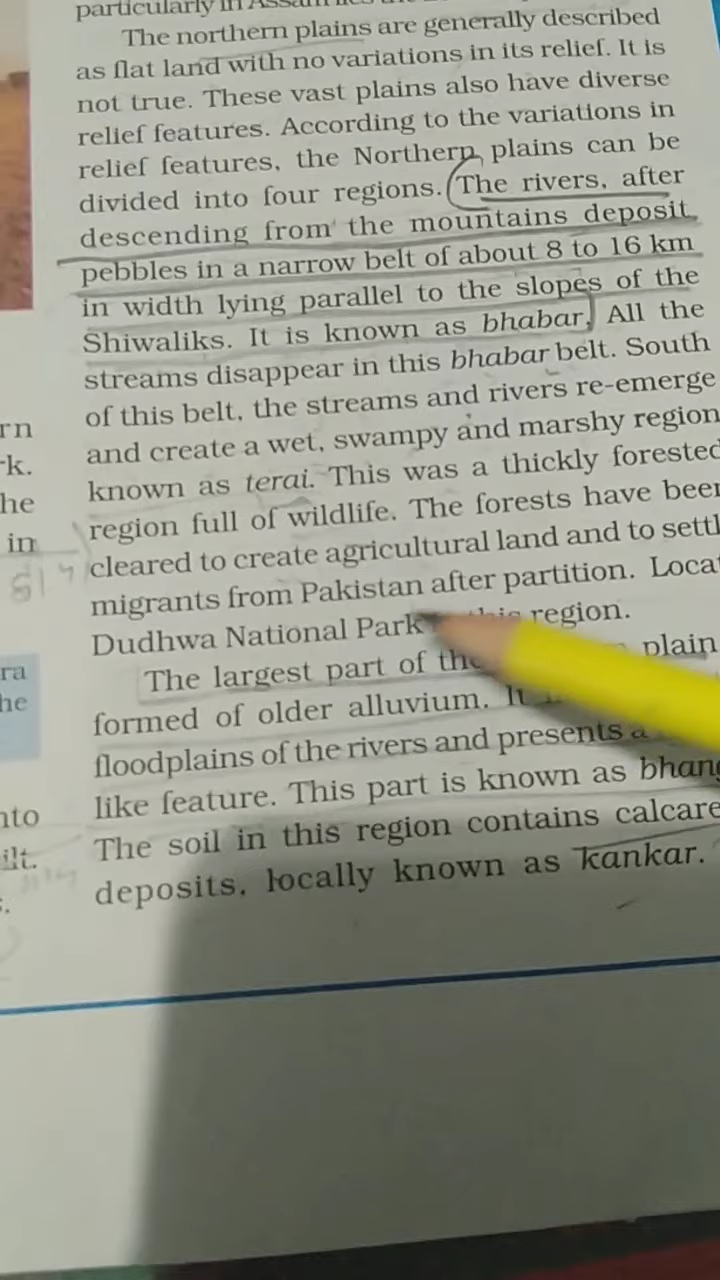 particularly in Assam
The northern plains are generally described
as flat land with no variations in its relief. It is
not true. These vast plains also have diverse
relief features. According to the variations in
relief features, the Northern plains can be
divided into four regions. The rivers, after
descending from the mountains deposit
pebbles in a narrow belt of about 8 to 16 km
in width lying parallel to the slopes of the
Shiwaliks. It is known as bhabar. All the
streams disappear in this bhabar belt. South
of this belt, the streams and rivers re-emerge
and create a wet, swampy and marshy region
known as terai. This was a thickly forested
region full of wildlife. The forests have been
cleared to create agricultural land and to settl
migrants from Pakistan after partition. Locat
Dudhwa National Park this region.
The largest part of the plain
formed of older alluvium. It
floodplains of the rivers and presents a
like feature. This part is known as bhang
The soil in this region contains calcare
deposits, locally known as kankar.
rn
k.
he
in
ra
he
nto
ilt.
s.